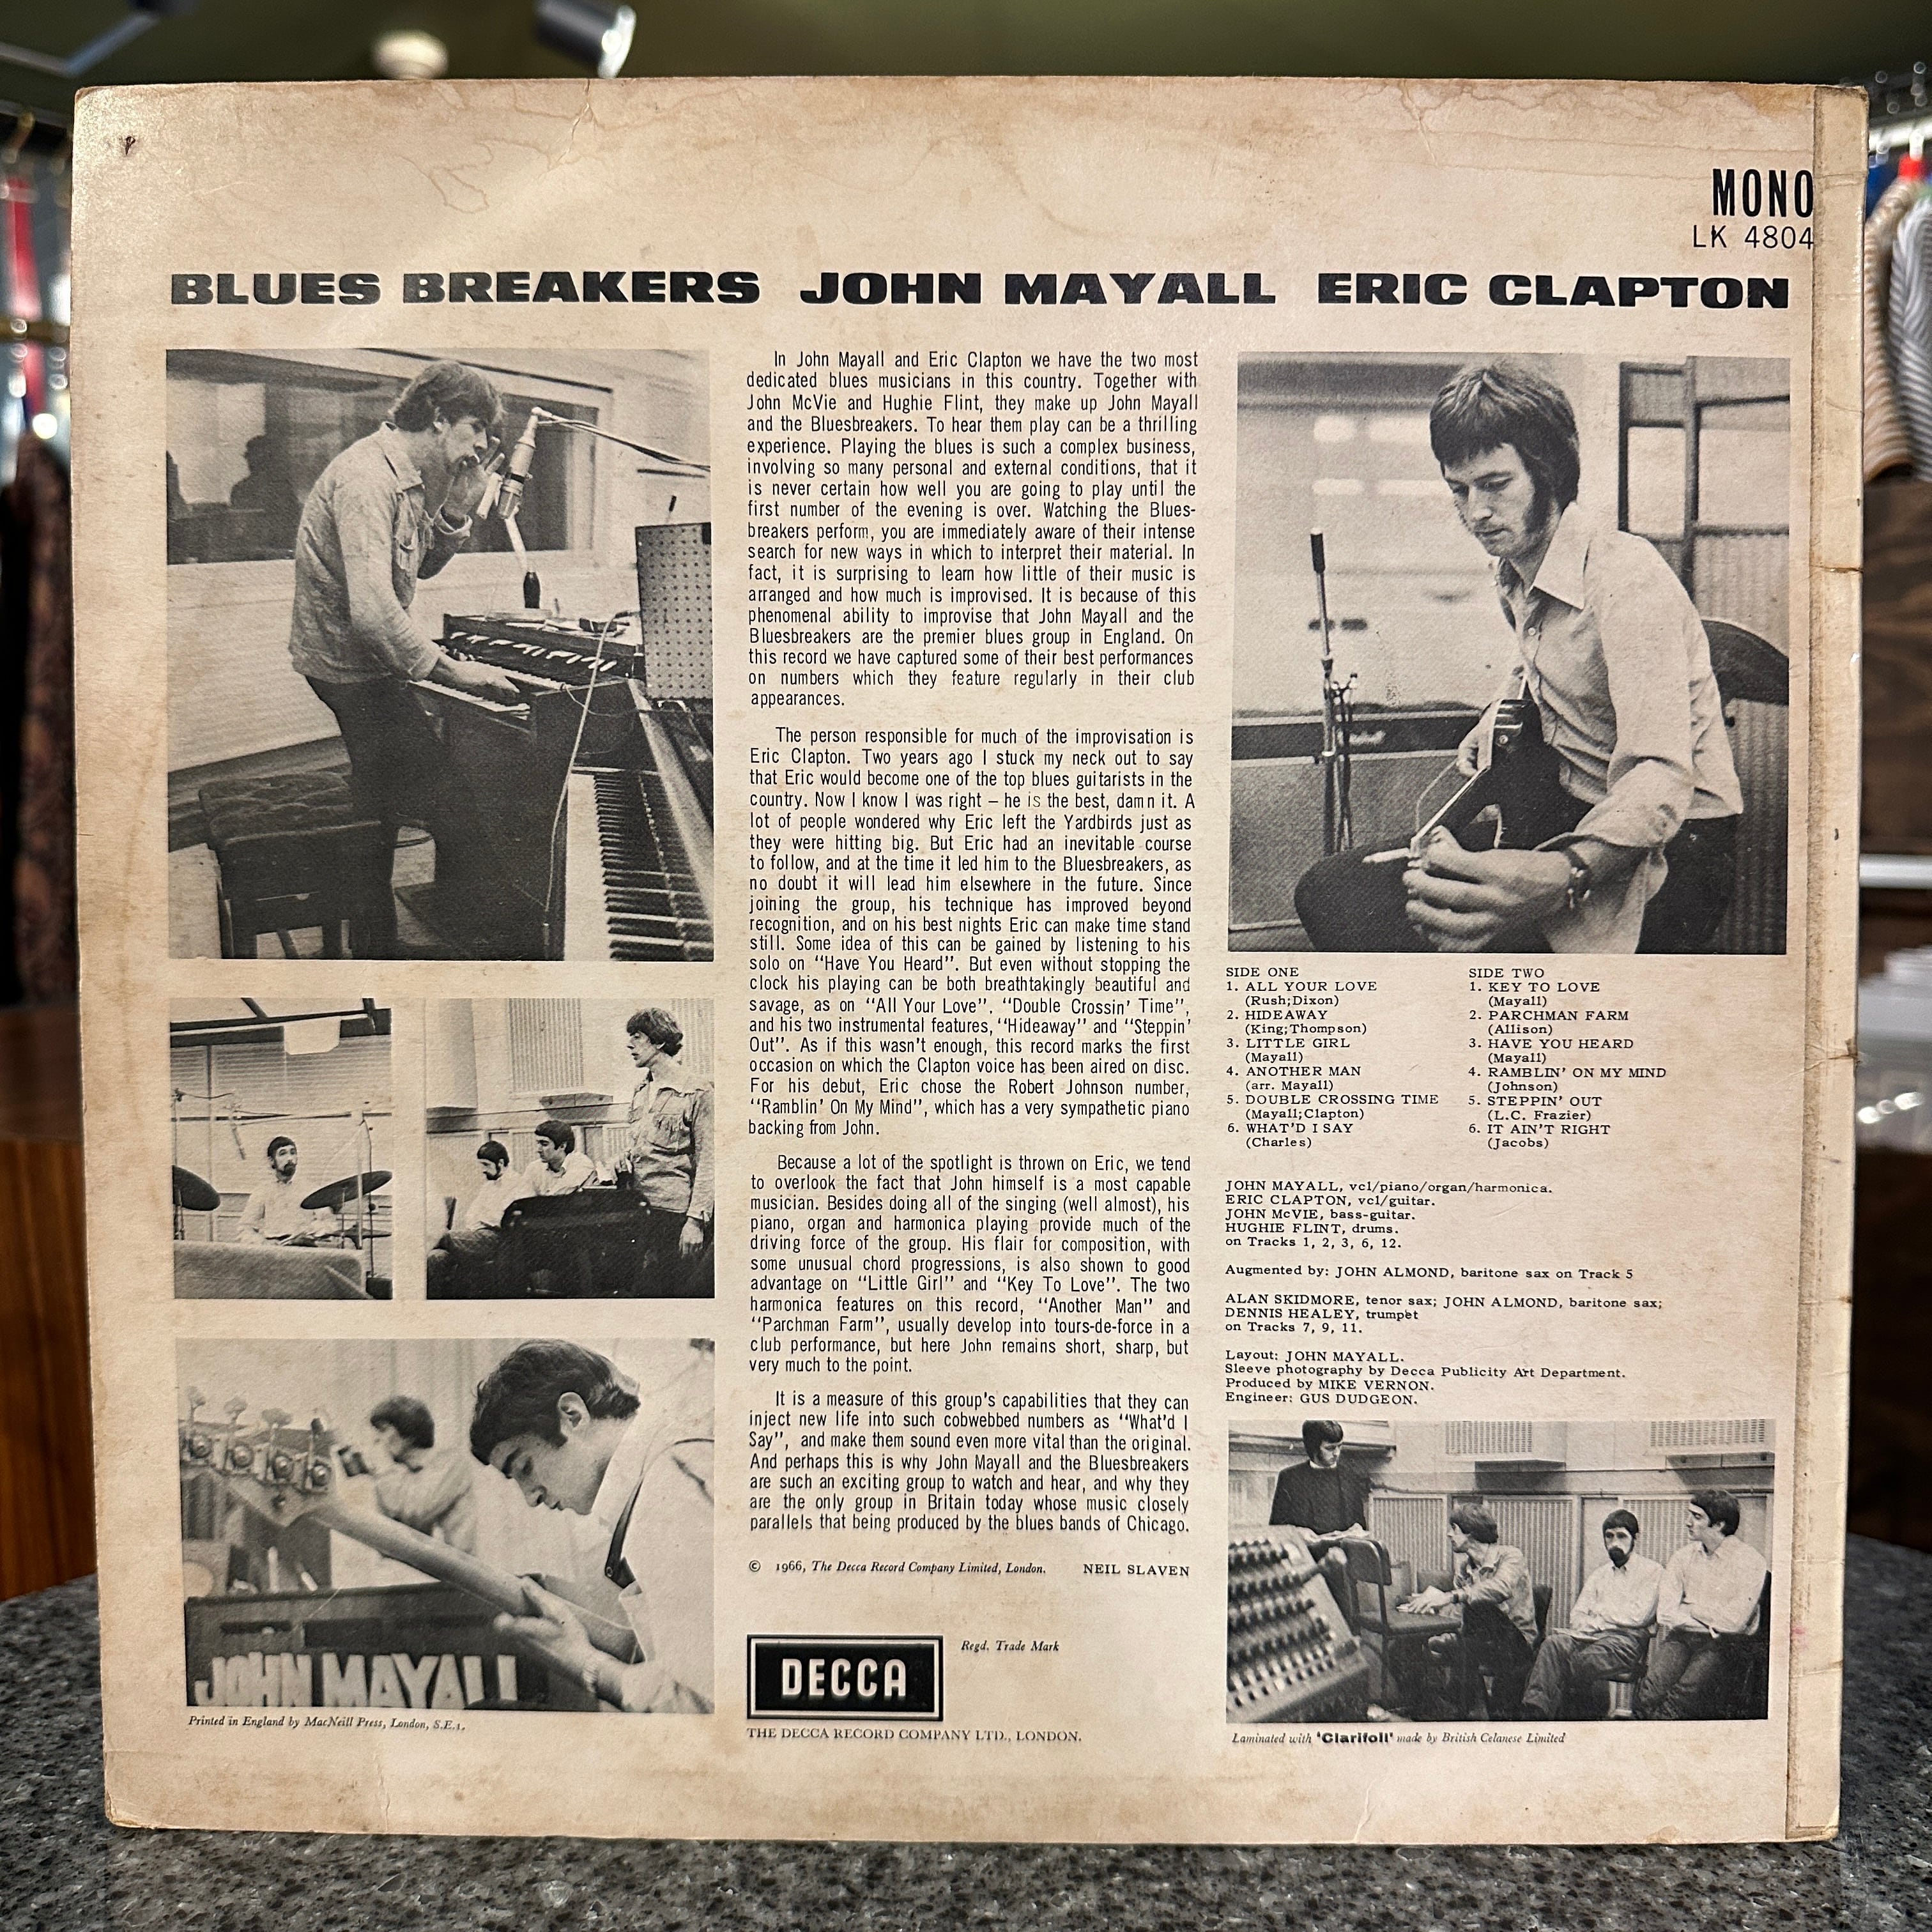 MONO
LK 4804
BLUES BREAKERS JOHN MAYALL ERIC CLAPTON
In John Mayall and Eric Clapton we have the two most
dedicated blues musicians in this country. Together with
John McVie and Hughie Flint, they make up John Mayall
and the Bluesbreakers. To hear them play can be a thrilling
experience. Playing the blues is such a complex business,
involving so many personal and external conditions, that it
is never certain how well you are going to play until the
first number of the evening is over. Watching the Blues-
breakers perform, you are immediately aware of their intense
search for new ways in which to interpret their material. In
fact, it is surprising to learn how little of their music is
arranged and how much is improvised. It is because of this
phenomenal ability to improvise that John Mayall and the
Bluesbreakers are the premier blues group in England. On
this record we have captured some of their best performances
on numbers which they feature regularly in their club
appearances.
The person responsible for much of the improvisation is
Eric Clapton. Two years ago I stuck my neck out to say
that Eric would become one of the top blues guitarists in the
country. Now I know I was right – he is the best, damn it. A
lot of people wondered why Eric left the Yardbirds just as
they were hitting big. But Eric had an inevitable course
to follow, and at the time it led him to the Bluesbreakers, as
no doubt it will lead him elsewhere in the future. Since
joining the group, his technique has improved beyond
recognition, and on his best nights Eric can make time stand
still. Some idea of this can be gained by listening to his
solo on "Have You Heard". But even without stopping the
clock his playing can be both breathtakingly beautiful and
savage, as on "All Your Love". "Double Crossin' Time",
and his two instrumental features, "Hideaway" and "Steppin'
Out". As if this wasn't enough, this record marks the first
occasion on which the Clapton voice has been aired on disc.
For his debut, Eric chose the Robert Johnson number,
"Ramblin' On My Mind", which has a very sympathetic piano
backing from John.
Because a lot of the spotlight is thrown on Eric, we tend
to overlook the fact that John himself is a most capable
musician. Besides doing all of the singing (well almost), his
piano, organ and harmonica playing provide much of the
driving force of the group. His flair for composition, with
some unusual chord progressions, is also shown to good
advantage on "Little Girl" and "Key To Love". The two
harmonica features on this record, "Another Man" and
"Parchman Farm", usually develop into tours-de-force in a
club performance, but here John remains short, sharp, but
very much to the point.
It is a measure of this group's capabilities that they can
inject new life into such cobwebbed numbers as "What'd I
Say", and make them sound even more vital than the original.
And perhaps this is why John Mayall and the Bluesbreakers
are such an exciting group to watch and hear, and why they
are the only group in Britain today whose music closely
parallels that being produced by the blues bands of Chicago.
© 1966, The Decca Record Company Limited, London. NEIL SLAVEN
DECCA
Regd. Trade Mark
THE DECCA RECORD COMPANY LTD., LONDON.
SIDE ONE
1. ALL YOUR LOVE
(Rush;Dixon)
2. HIDEAWAY
(King;Thompson)
3. LITTLE GIRL
(Mayall)
4. ANOTHER MAN
(arr. Mayall)
5. DOUBLE CROSSING TIME
(Mayall;Clapton)
6. WHAT'D I SAY
(Charles)
SIDE TWO
1. KEY TO LOVE
(Mayall)
2. PARCHMAN FARM
(Allison)
3. HAVE YOU HEARD
(Mayall)
4. RAMBLIN' ON MY MIND
(Johnson)
5. STEPPIN' OUT
(L.C. Frazier)
6. IT AIN'T RIGHT
(Jacobs)
JOHN MAYALL, vcl/piano/organ/harmonica.
ERIC CLAPTON, vcl/guitar.
JOHN McVIE, bass-guitar.
HUGHIE FLINT, drums.
on Tracks 1, 2, 3, 6, 12.
Augmented by: JOHN ALMOND, baritone sax on Track 5
ALAN SKIDMORE, tenor sax; JOHN ALMOND, baritone sax;
DENNIS HEALEY, trumpet
on Tracks 7, 9, 11.
Layout: JOHN MAYALL.
Sleeve photography by Decca Publicity Art Department.
Produced by MIKE VERNON.
Engineer: GUS DUDGEON.
JOHN MAYALL
Printed in England by MacNeill Press, London, S.E.1.
Laminated with 'Clarifoil' made by British Celanese Limited